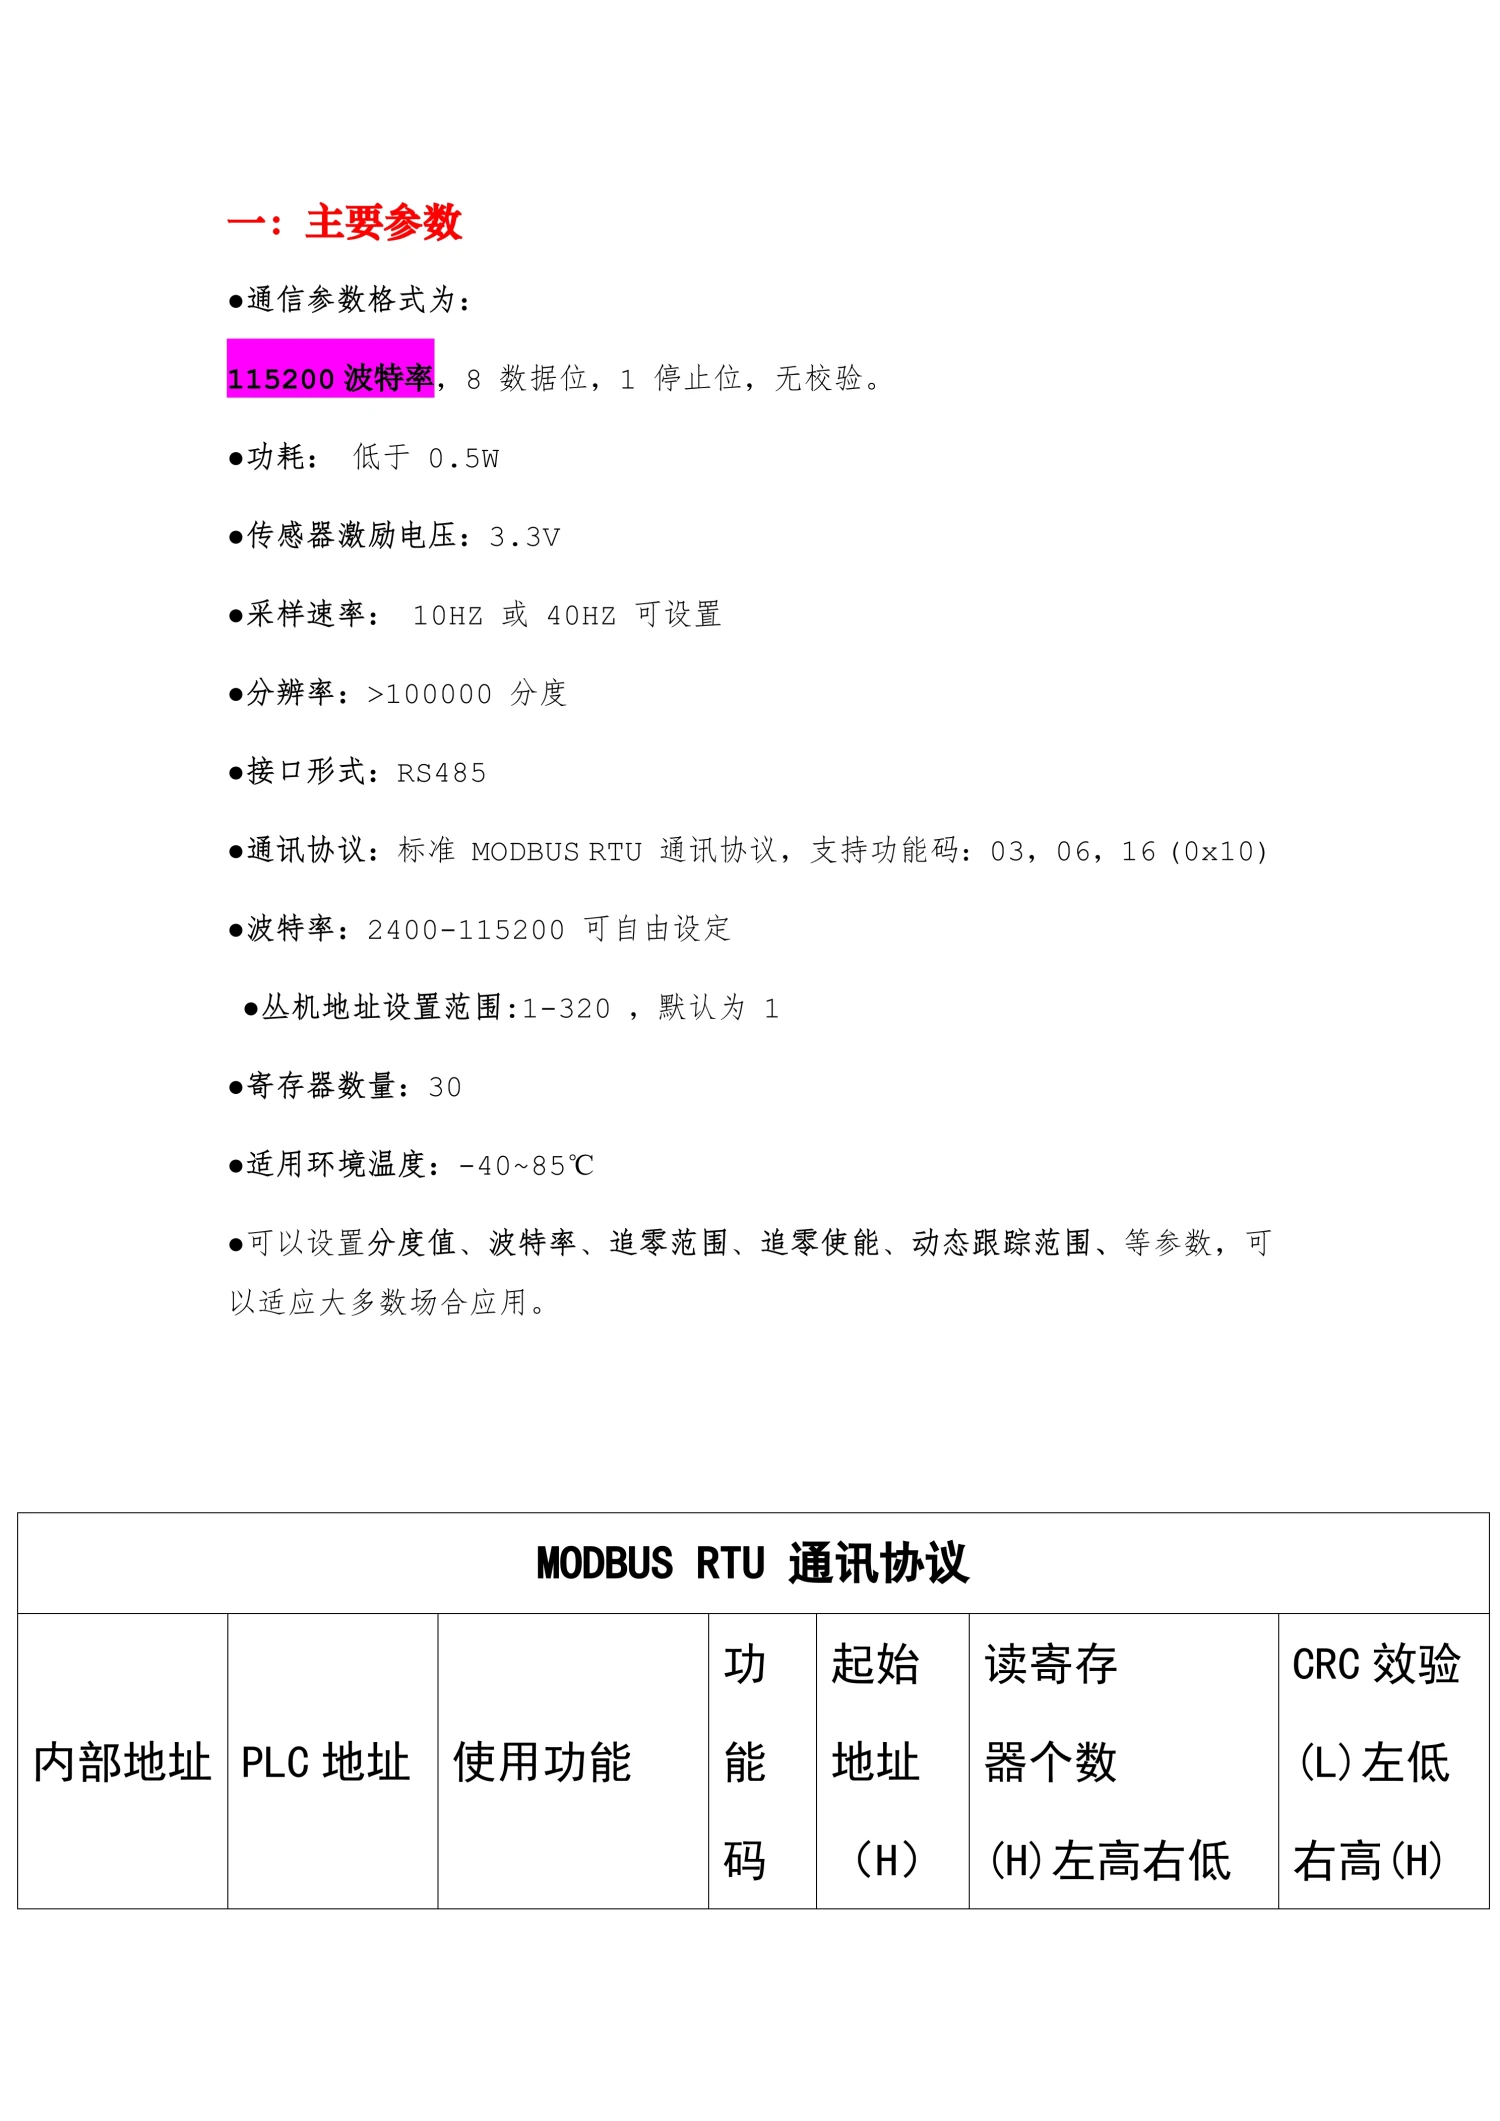 一：主要参数
●通信参数格式为：
115200 波特率，8 数据位，1 停止位，无校验。
●功耗： 低于 0.5W
●传感器激励电压：3.3V
●采样速率： 10HZ 或 40HZ 可设置
●分辨率：>100000 分度
●接口形式：RS485
●通讯协议：标准 MODBUS RTU 通讯协议，支持功能码：03，06，16 (0x10)
●波特率：2400-115200 可自由设定
●丛机地址设置范围:1-320 ，默认为 1
●寄存器数量：30
●适用环境温度：-40~85℃
●可以设置分度值、波特率、追零范围、追零使能、动态跟踪范围、等参数，可
以适应大多数场合应用。
MODBUS RTU 通讯协议
内部地址
PLC 地址
使用功能
功
能
码
起始
地址
（H）
读寄存
器个数
(H)左高右低
CRC 效验
(L)左低
右高(H)